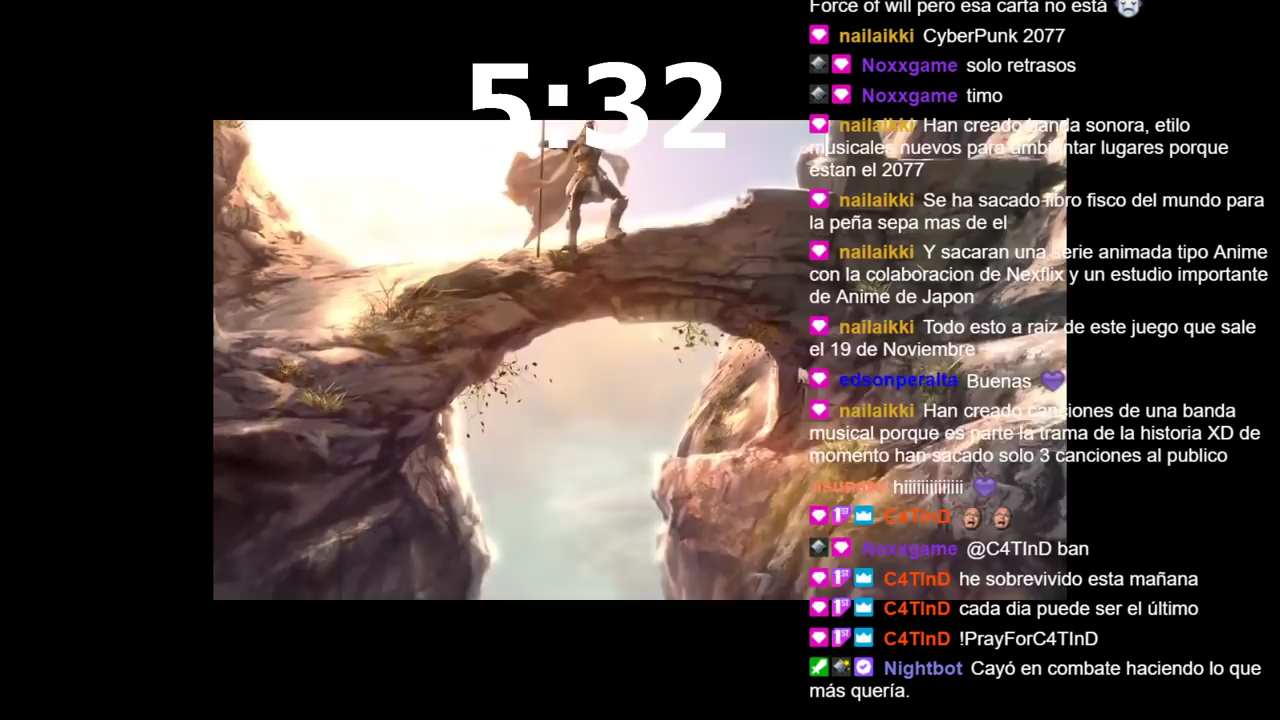 Force of will pero esa carta no está
5:32
nailaikki CyberPunk 2077
Noxxgame solo retrasos
Noxxgame timo
nailaikki Han creado banda sonora, etilo
musicales nuevos para ambientar lugares porque
estan el 2077
nailaikki Se ha sacado libro fisco del mundo para
la peña sepa mas de el
nailaikki Y sacaran una serie animada tipo Anime
con la colaboracion de Nexflix y un estudio importante
de Anime de Japon
nailaikki Todo esto a raiz de este juego que sale
el 19 de Noviembre
edsonperalta Buenas
nailaikki Han creado canciones de una banda
musical porque es parte la trama de la historia XD de
momento han sacado solo 3 canciones al publico
hiiiiiijiiiiiii
1ST C4TInD
Noxxgame @C4TInD ban
1ST C4TInD he sobrevivido esta mañana
1ST C4TInD cada dia puede ser el último
1ST C4TInD !PrayForC4TInD
Nightbot Cayó en combate haciendo lo que
más quería.